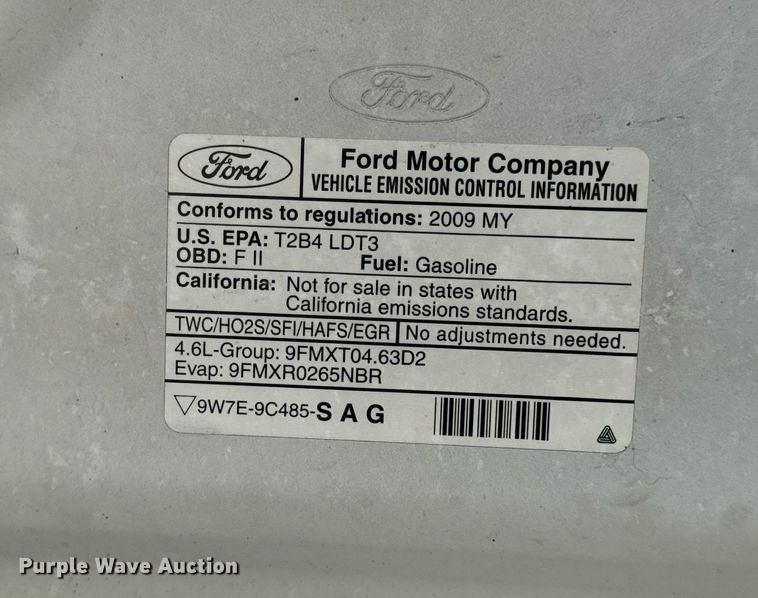 Ford
Ford
Ford Motor Company
VEHICLE EMISSION CONTROL INFORMATION
Conforms to regulations: 2009 MY
U.S. EPA: T2B4 LDT3
OBD: F II Fuel: Gasoline
California: Not for sale in states with
California emissions standards.
TWC/HO2S/SFI/HAFS/EGR No adjustments needed.
4.6L-Group: 9FMXT04.63D2
Evap: 9FMXR0265NBR
▽9W7E-9C485-S A G
Purple Wave Auction